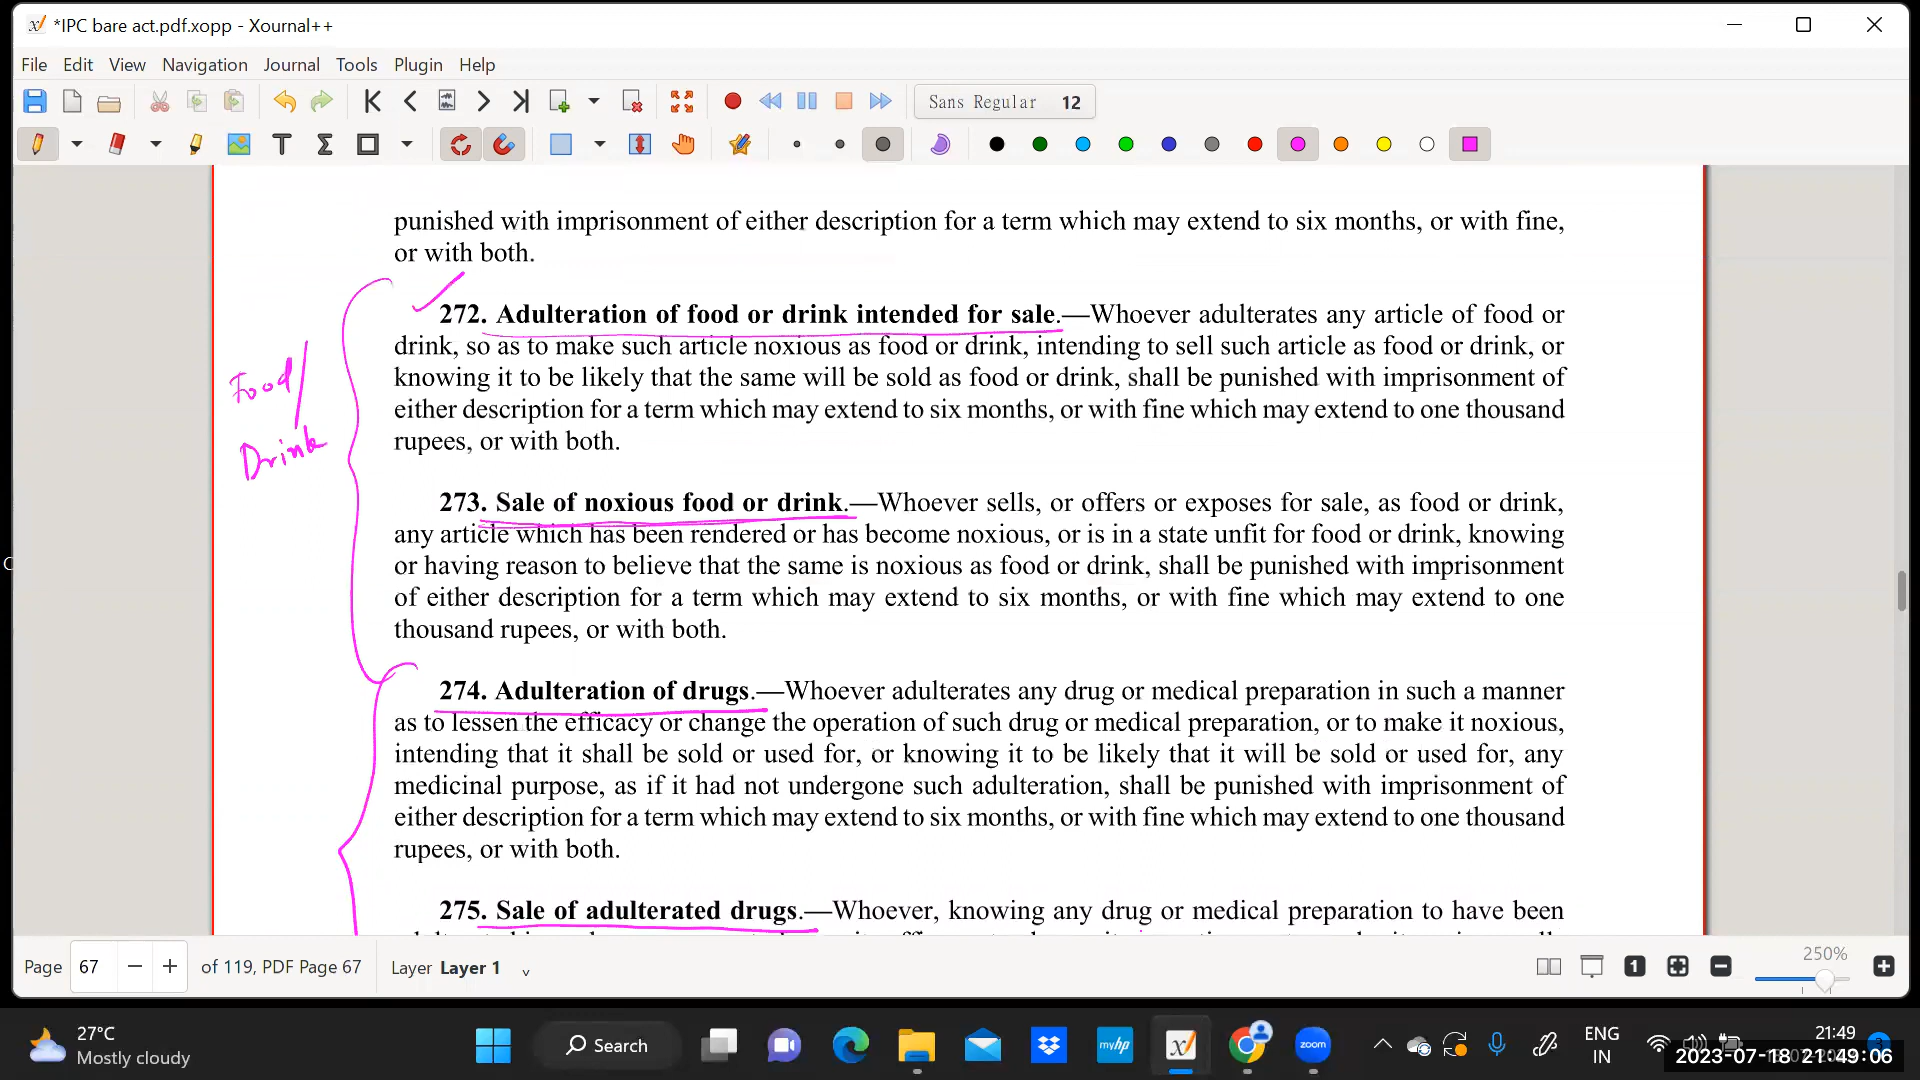 *IPC bare act.pdf.xopp - Xournal++
File Edit View Navigation Journal Tools Plugin Help
Sans Regular 12
punished with imprisonment of either description for a term which may extend to six months, or with fine,
or with both.
272. Adulteration of food or drink intended for sale.—Whoever adulterates any article of food or
drink, so as to make such article noxious as food or drink, intending to sell such article as food or drink, or
knowing it to be likely that the same will be sold as food or drink, shall be punished with imprisonment of
either description for a term which may extend to six months, or with fine which may extend to one thousand
rupees, or with both.
Food/
Drink
273. Sale of noxious food or drink.—Whoever sells, or offers or exposes for sale, as food or drink,
any article which has been rendered or has become noxious, or is in a state unfit for food or drink, knowing
or having reason to believe that the same is noxious as food or drink, shall be punished with imprisonment
of either description for a term which may extend to six months, or with fine which may extend to one
thousand rupees, or with both.
274. Adulteration of drugs.—Whoever adulterates any drug or medical preparation in such a manner
as to lessen the efficacy or change the operation of such drug or medical preparation, or to make it noxious,
intending that it shall be sold or used for, or knowing it to be likely that it will be sold or used for, any
medicinal purpose, as if it had not undergone such adulteration, shall be punished with imprisonment of
either description for a term which may extend to six months, or with fine which may extend to one thousand
rupees, or with both.
275. Sale of adulterated drugs.—Whoever, knowing any drug or medical preparation to have been
Page 67 of 119, PDF Page 67 Layer Layer 1 1 250%
27°C
Mostly cloudy
Search
myhp
zoom
ENG
IN
21:49
2023-07-18 21:49:06